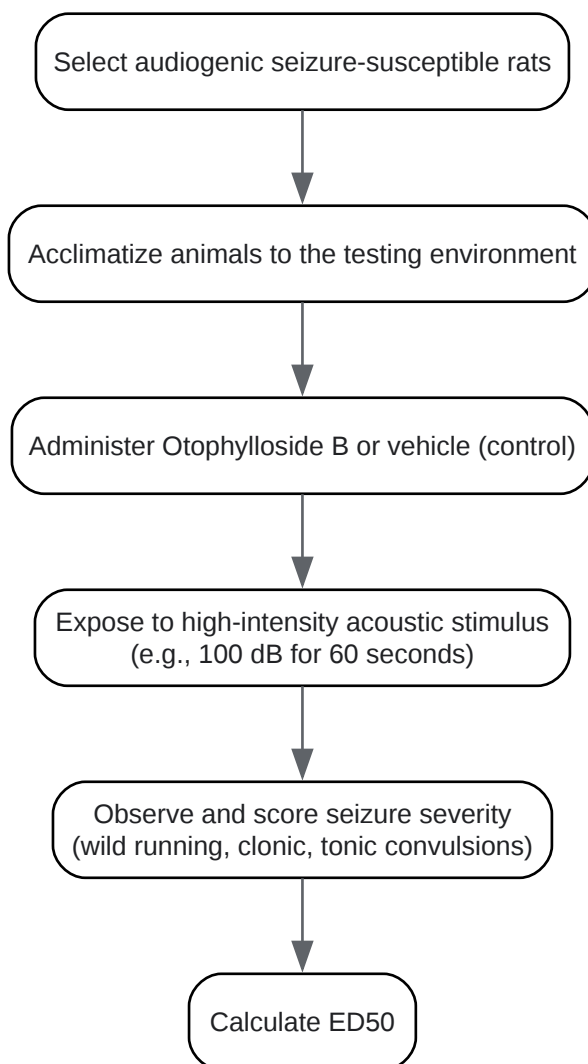 Select audiogenic seizure-susceptible rats
Acclimatize animals to the testing environment
Administer Otophylloside B or vehicle (control)
Expose to high-intensity acoustic stimulus
(e.g., 100 dB for 60 seconds)
Observe and score seizure severity
(wild running, clonic, tonic convulsions)
Calculate ED50